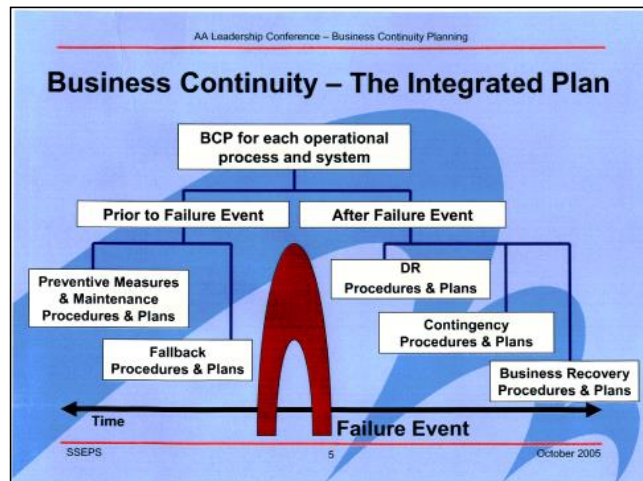 AA Leadership Conference – Business Continuity Planning
Business Continuity – The Integrated Plan
BCP for each operational
process and system
Prior to Failure Event
After Failure Event
Preventive Measures
& Maintenance
Procedures & Plans
Fallback
Procedures & Plans
DR
Procedures & Plans
Contingency
Procedures & Plans
Business Recovery
Procedures & Plans
Time
Failure Event
SSEPS
5
October 2005